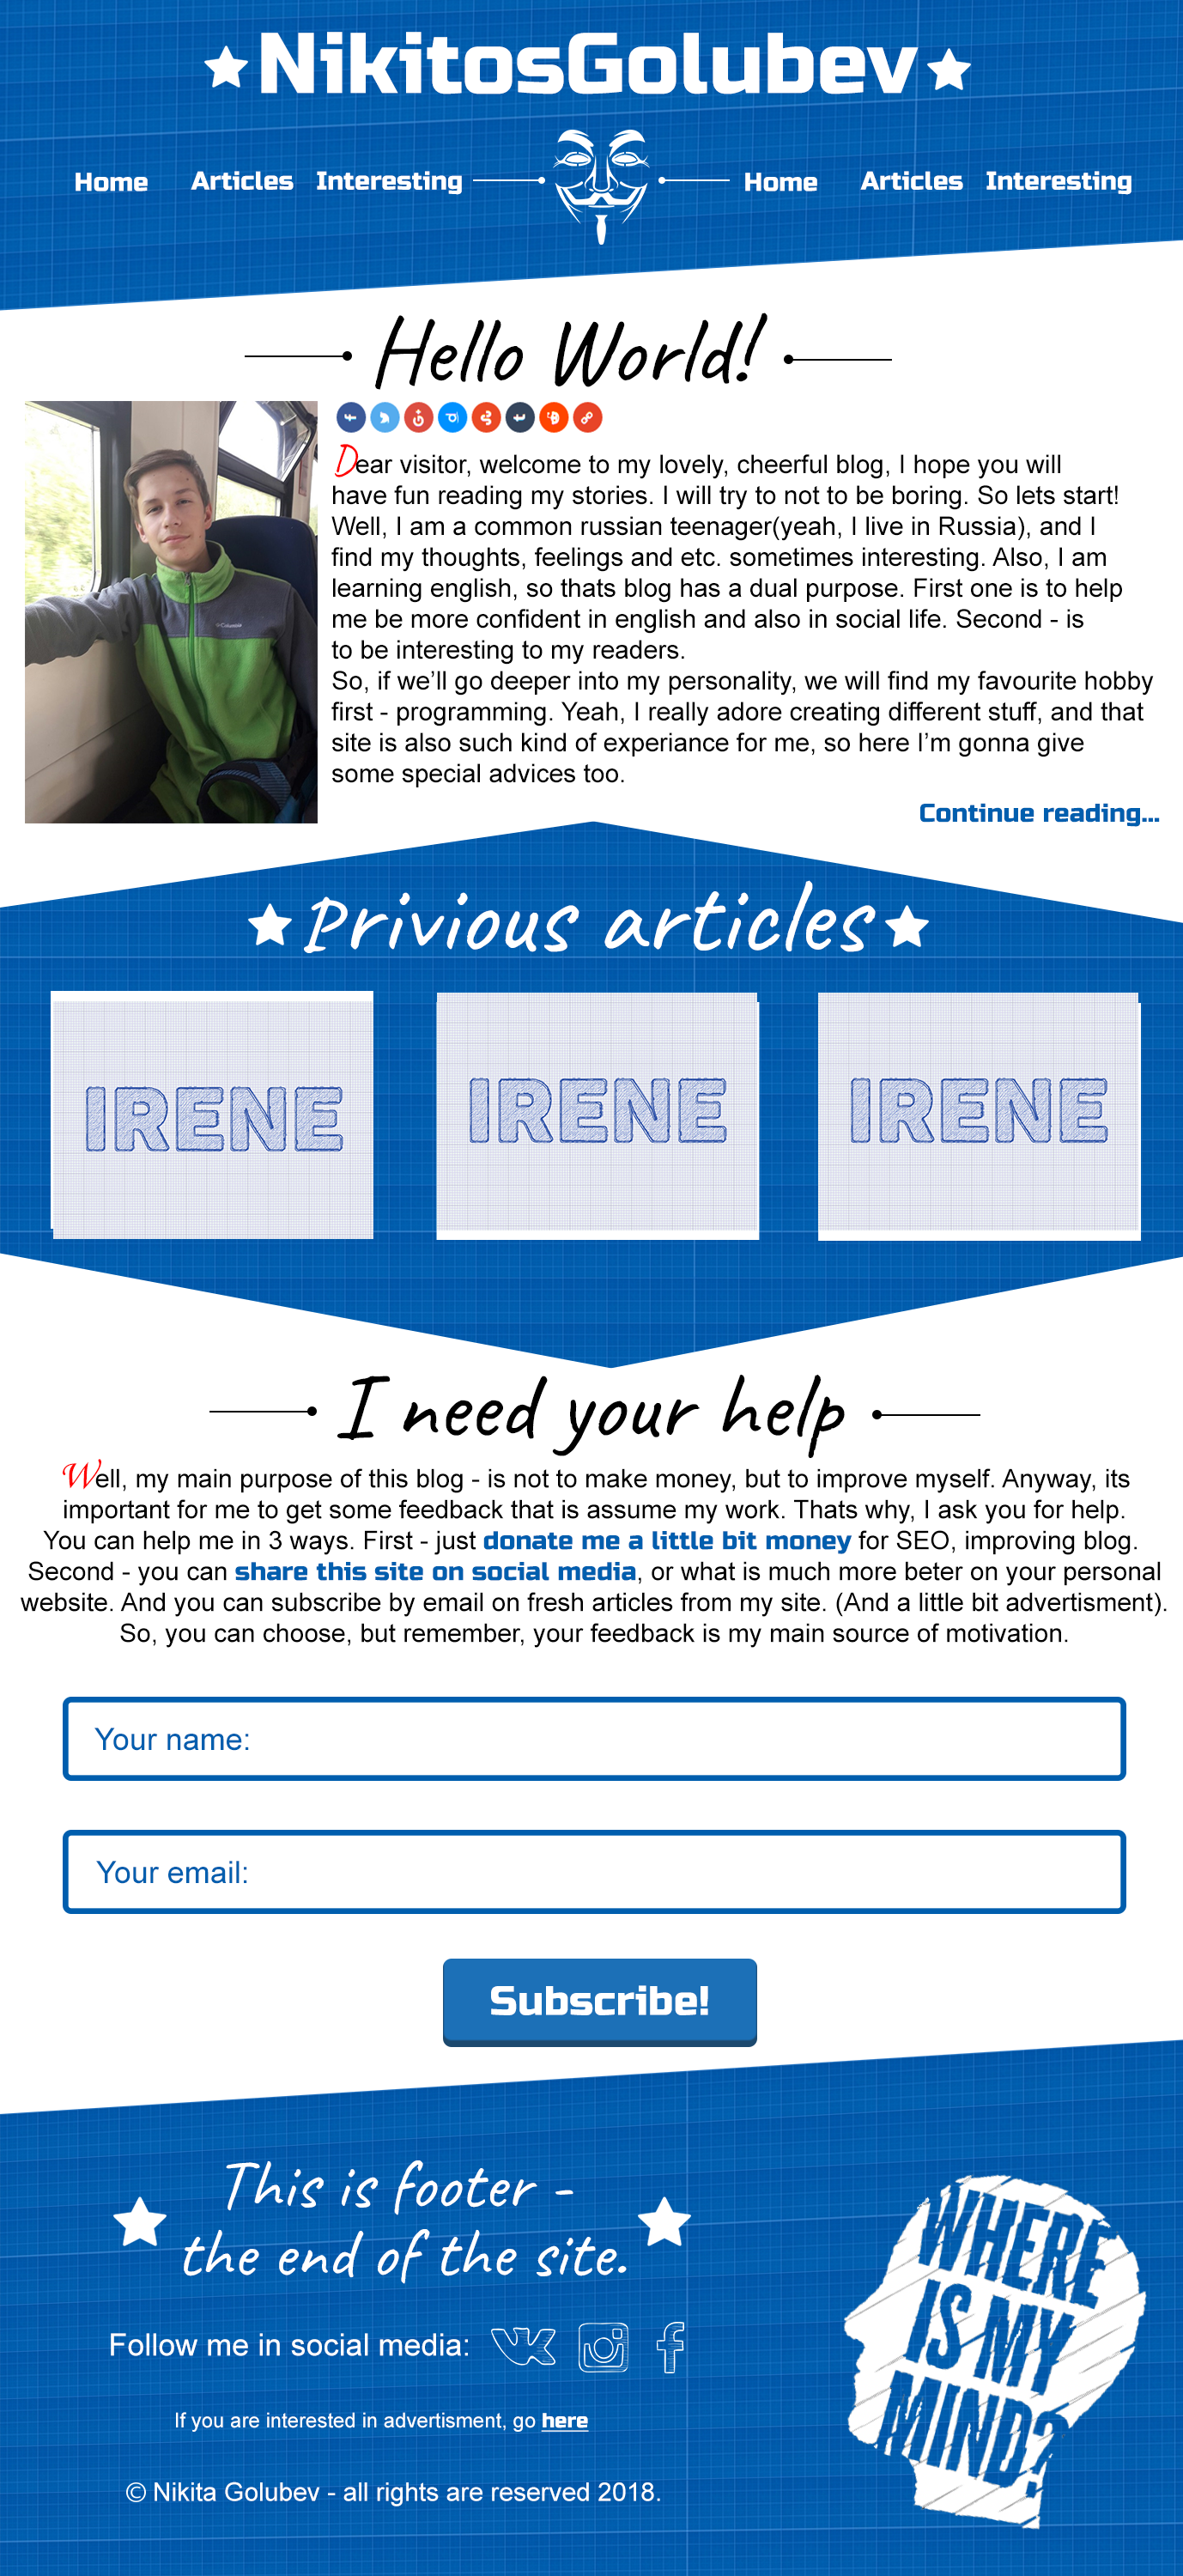 NikitosGolubev
Home Articles Interesting Home Articles Interesting
Hello World!
Columbia
Dear visitor, welcome to my lovely, cheerful blog, I hope you will
have fun reading my stories. I will try to not to be boring. So lets start!
Well, I am a common russian teenager(yeah, I live in Russia), and I
find my thoughts, feelings and etc. sometimes interesting. Also, I am
learning english, so thats blog has a dual purpose. First one is to help
me be more confident in english and also in social life. Second - is
to be interesting to my readers.
So, if we’ll go deeper into my personality, we will find my favourite hobby
first - programming. Yeah, I really adore creating different stuff, and that
site is also such kind of experiance for me, so here I’m gonna give
some special advices too.
Continue reading...
Privious articles
IRENE IRENE IRENE
I need your help
Well, my main purpose of this blog - is not to make money, but to improve myself. Anyway, its
important for me to get some feedback that is assume my work. Thats why, I ask you for help.
You can help me in 3 ways. First - just donate me a little bit money for SEO, improving blog.
Second - you can share this site on social media, or what is much more beter on your personal
website. And you can subscribe by email on fresh articles from my site. (And a little bit advertisment).
So, you can choose, but remember, your feedback is my main source of motivation.
Your name:
Your email:
Subscribe!
This is footer -
the end of the site.
Follow me in social media:
If you are interested in advertisment, go here
© Nikita Golubev - all rights are reserved 2018.
WHERE
IS MY
MIND?